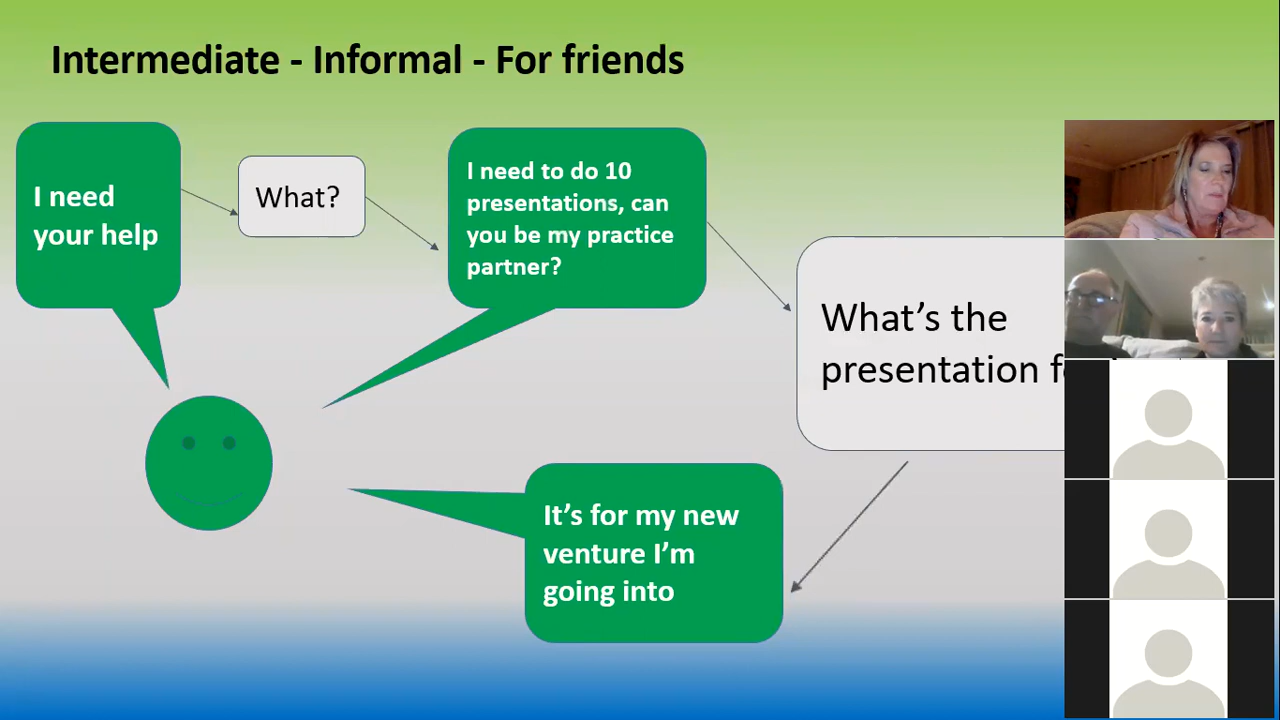 Intermediate - Informal - For friends
I need
your help
What?
I need to do 10
presentations, can
you be my practice
partner?
What's the
presentation
It's for my new
venture I'm
going into